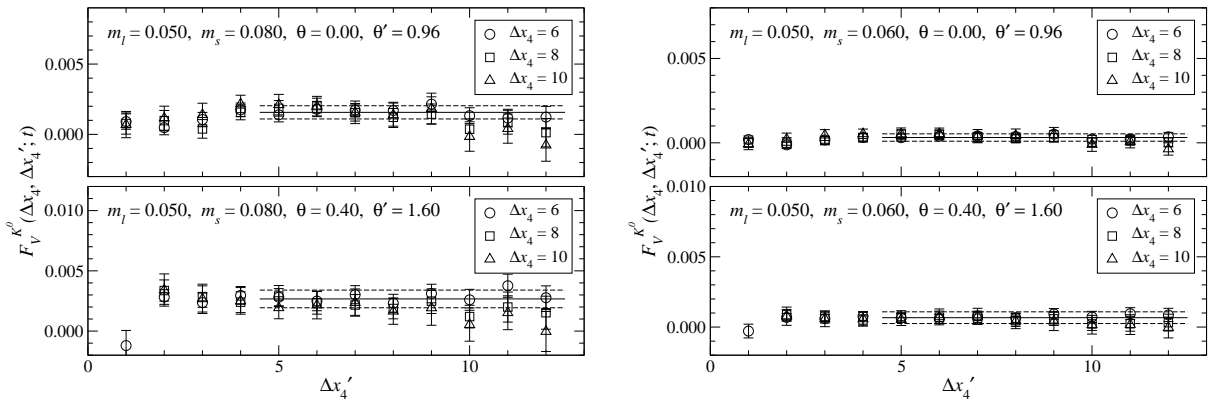 m_l = 0.050, m_s = 0.080, θ = 0.00, θ′ = 0.96
Δx_4 = 6
Δx_4 = 8
Δx_4 = 10
0.005
0.000
m_l = 0.050, m_s = 0.080, θ = 0.40, θ′ = 1.60
Δx_4 = 6
Δx_4 = 8
Δx_4 = 10
0.010
0.005
0.000
F_V^{K^0}(Δx_4, Δx_4′; t)
0 5 10
Δx_4′
m_l = 0.050, m_s = 0.060, θ = 0.00, θ′ = 0.96
Δx_4 = 6
Δx_4 = 8
Δx_4 = 10
0.005
0.000
m_l = 0.050, m_s = 0.060, θ = 0.40, θ′ = 1.60
Δx_4 = 6
Δx_4 = 8
Δx_4 = 10
0.010
0.005
0.000
F_V^{K^0}(Δx_4, Δx_4′; t)
0 5 10
Δx_4′